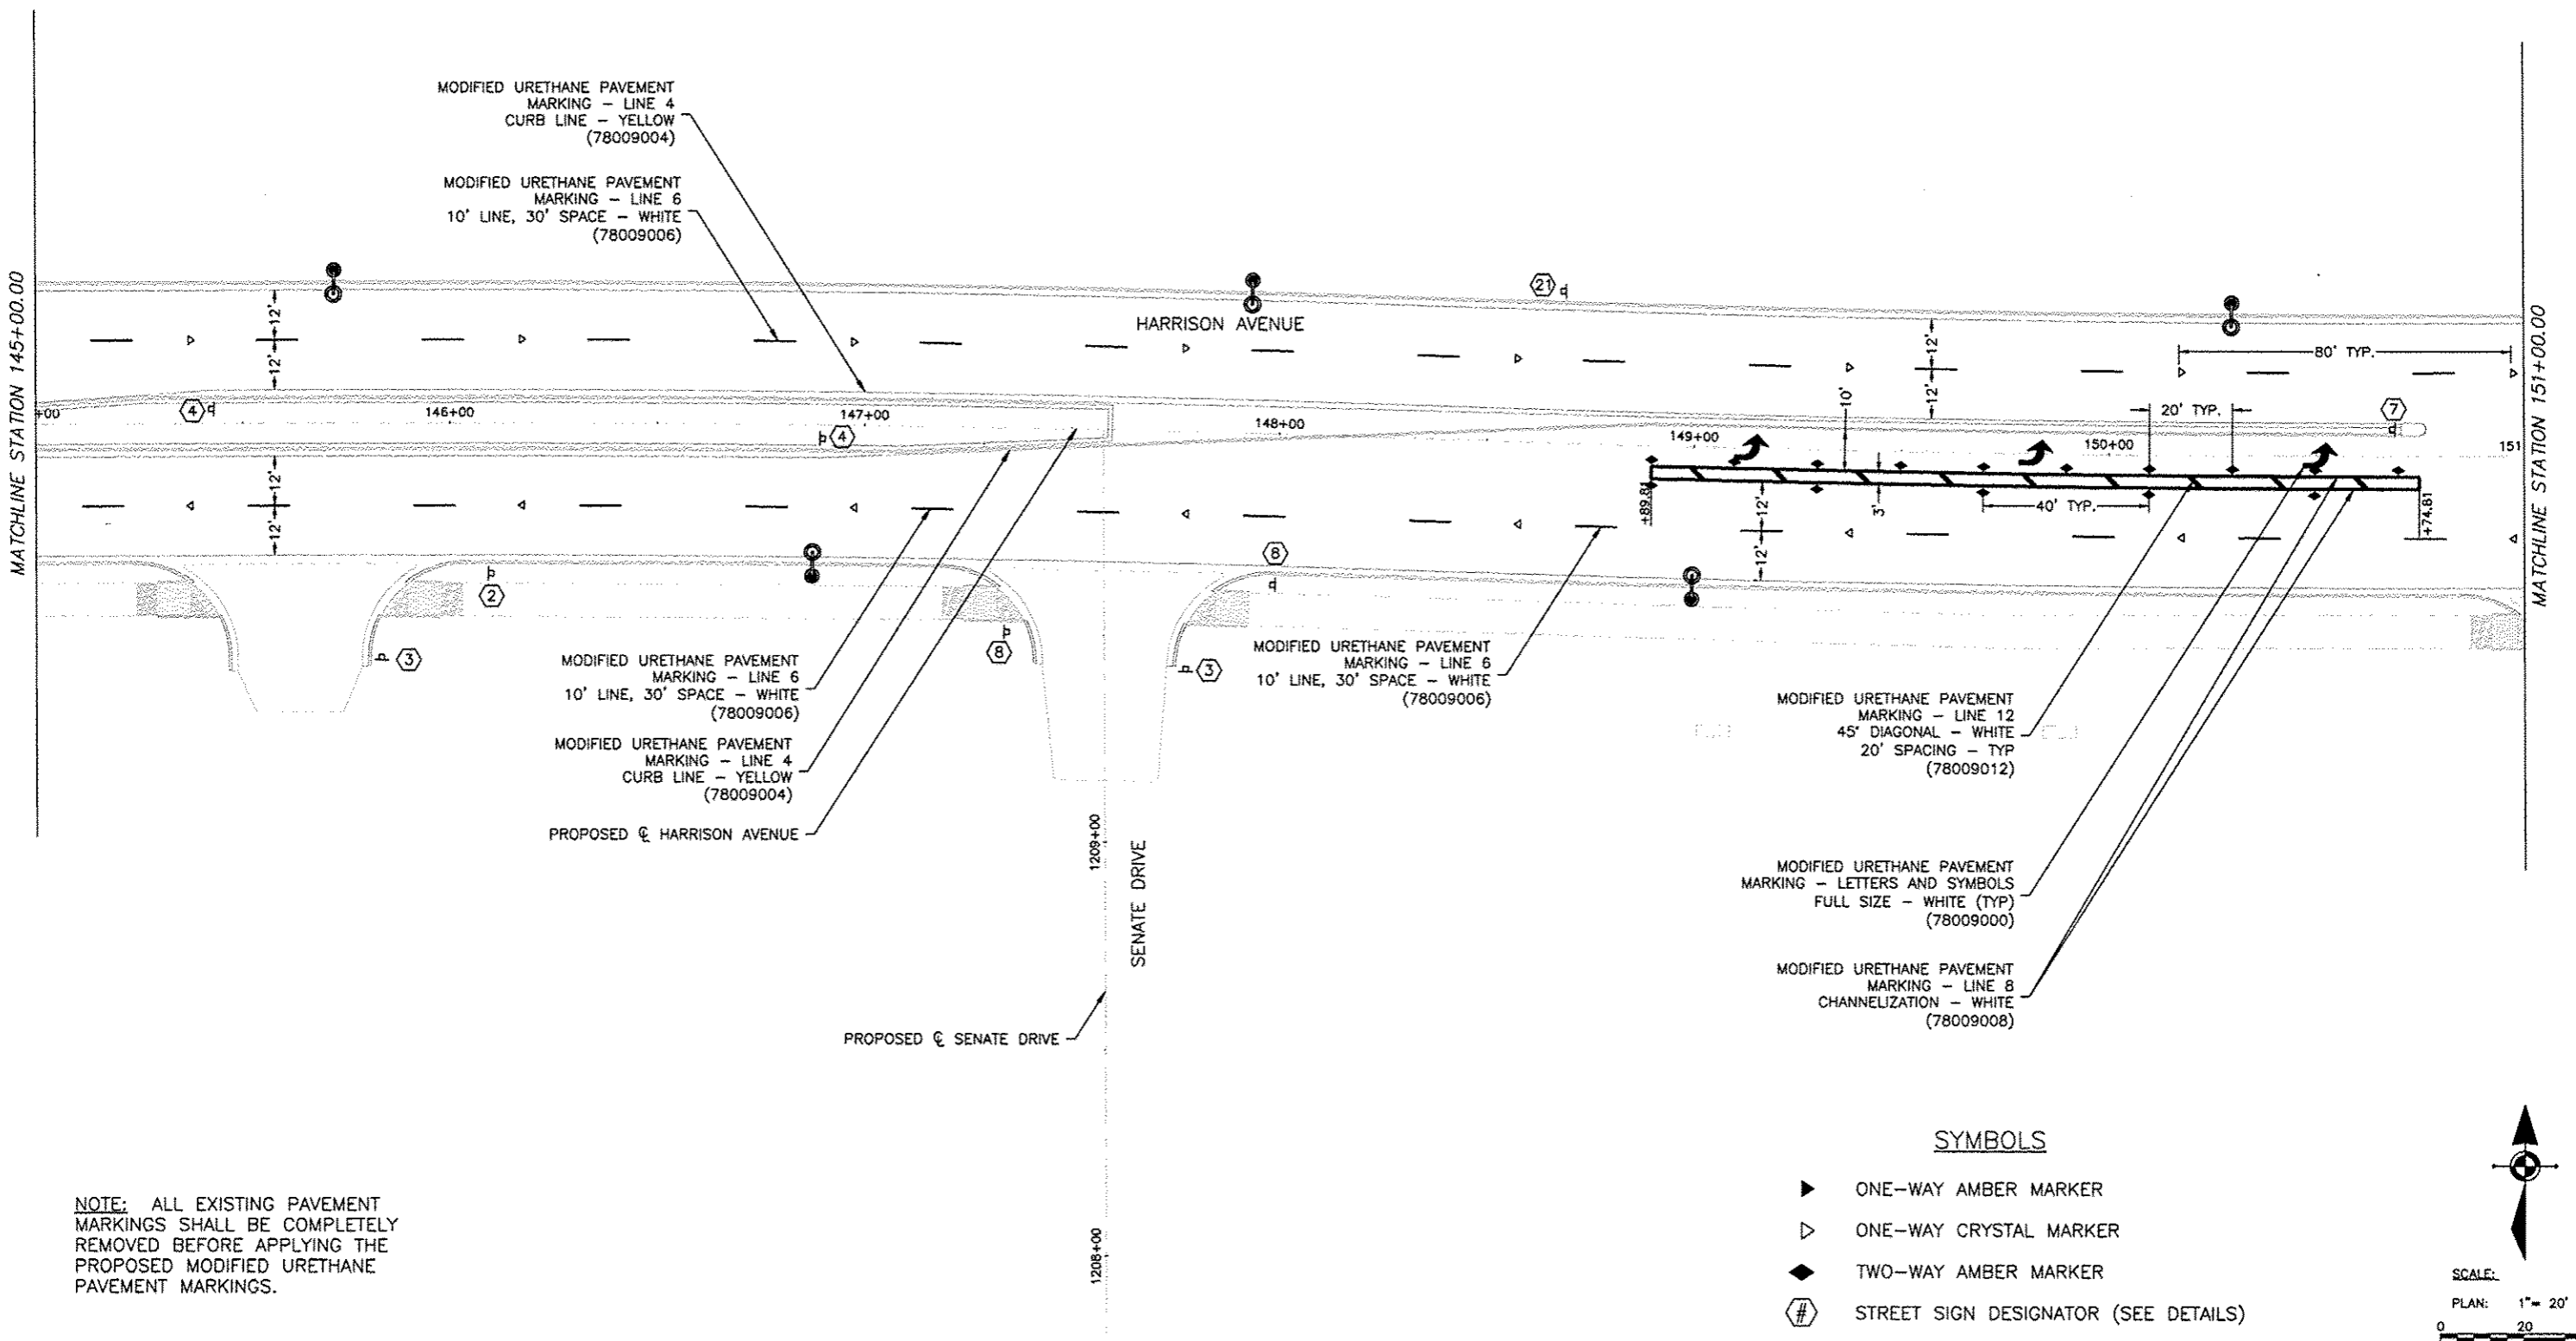 MODIFIED URETHANE PAVEMENT
MARKING – LINE 4
CURB LINE – YELLOW
(78009004)
MODIFIED URETHANE PAVEMENT
MARKING – LINE 6
10' LINE, 30' SPACE – WHITE
(78009006)
MATCHLINE STATION 145+00.00
MATCHLINE STATION 151+00.00
21
HARRISON AVENUE
12'
12'
12'
12'
80' TYP.
10'
20' TYP.
7
4
+00
146+00
147+00
4
148+00
149+00
150+00
151
12'
12'
+89.81
12'
12'
3'
40' TYP.
+74.81
2
8
8
3
3
MODIFIED URETHANE PAVEMENT
MARKING – LINE 6
10' LINE, 30' SPACE – WHITE
(78009006)
MODIFIED URETHANE PAVEMENT
MARKING – LINE 4
CURB LINE – YELLOW
(78009004)
PROPOSED ℄ HARRISON AVENUE
MODIFIED URETHANE PAVEMENT
MARKING – LINE 6
10' LINE, 30' SPACE – WHITE
(78009006)
MODIFIED URETHANE PAVEMENT
MARKING – LINE 12
45° DIAGONAL – WHITE
20' SPACING – TYP
(78009012)
MODIFIED URETHANE PAVEMENT
MARKING – LETTERS AND SYMBOLS
FULL SIZE – WHITE (TYP)
(78009000)
MODIFIED URETHANE PAVEMENT
MARKING – LINE 8
CHANNELIZATION – WHITE
(78009008)
1209+00
SENATE DRIVE
PROPOSED ℄ SENATE DRIVE
1208+00
NOTE: ALL EXISTING PAVEMENT
MARKINGS SHALL BE COMPLETELY
REMOVED BEFORE APPLYING THE
PROPOSED MODIFIED URETHANE
PAVEMENT MARKINGS.
SYMBOLS
ONE–WAY AMBER MARKER
ONE–WAY CRYSTAL MARKER
TWO–WAY AMBER MARKER
# STREET SIGN DESIGNATOR (SEE DETAILS)
SCALE:
PLAN: 1"= 20'
0 20